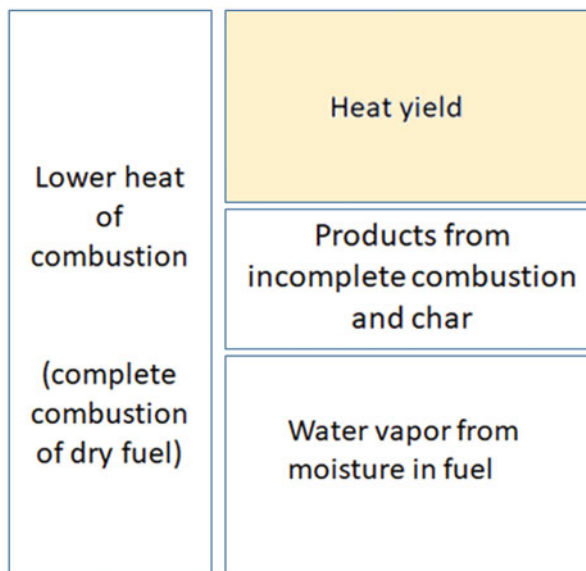 Lower heat
of
combustion
(complete
combustion
of dry fuel)
Heat yield
Products from
incomplete combustion
and char
Water vapor from
moisture in fuel